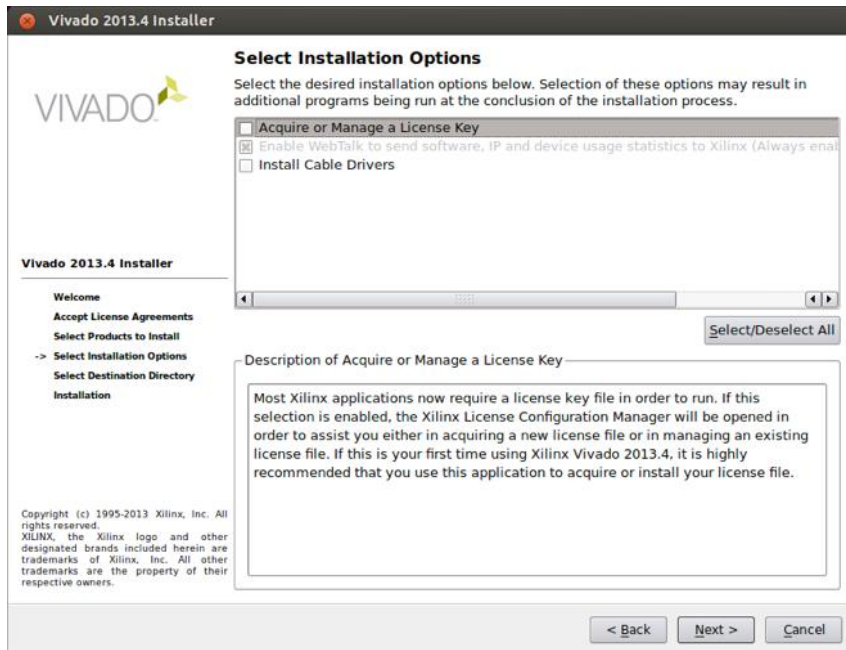 Vivado 2013.4 Installer
VIVADO
Select Installation Options
Select the desired installation options below. Selection of these options may result in
additional programs being run at the conclusion of the installation process.
Acquire or Manage a License Key
Enable WebTalk to send software, IP and device usage statistics to Xilinx (Always
Install Cable Drivers
Select/Deselect All
Vivado 2013.4 Installer
Welcome
Accept License Agreements
Select Products to Install
-> Select Installation Options
Select Destination Directory
Installation
Description of Acquire or Manage a License Key
Most Xilinx applications now require a license key file in order to run. If this
selection is enabled, the Xilinx License Configuration Manager will be opened in
order to assist you either in acquiring a new license file or in managing an existing
license file. If this is your first time using Xilinx Vivado 2013.4, it is highly
recommended that you use this application to acquire or install your license file.
Copyright (c) 1995-2013 Xilinx, Inc. All
rights reserved.
XILINX, the Xilinx logo and other
designated brands included herein are
trademarks of Xilinx, Inc. All other
trademarks are the property of their
respective owners.
< Back
Next >
Cancel